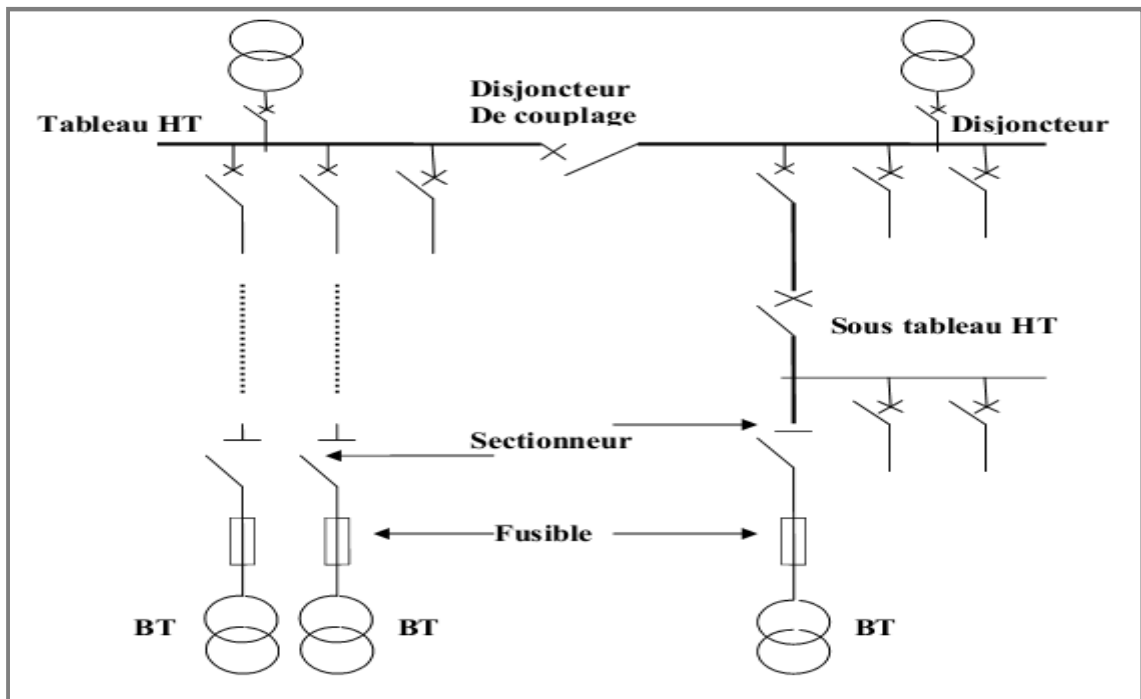 Disjoncteur
De couplage
Tableau HT
Disjoncteur
Sous tableau HT
Sectionneur
Fusible
BT
BT
BT